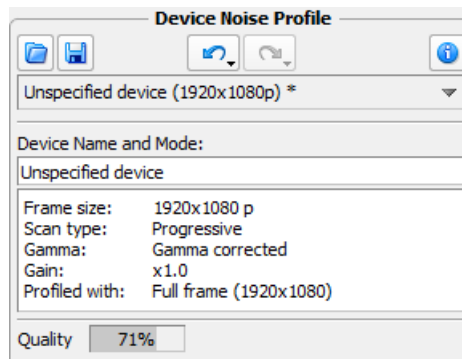 Device Noise Profile
Unspecified device (1920x1080p) *
Device Name and Mode:
Unspecified device
Frame size: 1920x1080 p
Scan type: Progressive
Gamma: Gamma corrected
Gain: x1.0
Profiled with: Full frame (1920x1080)
Quality 71%